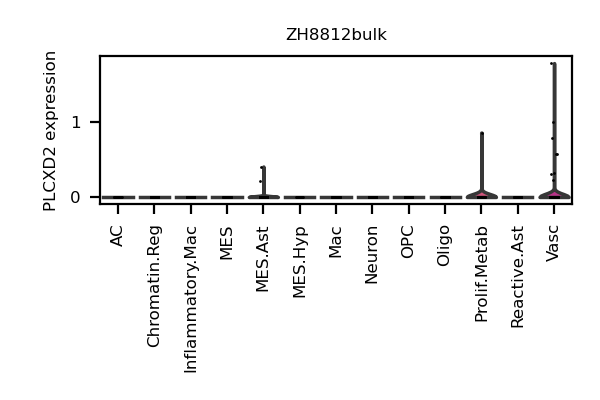 ZH8812bulk
PLCXD2 expression
1
0
AC
Chromatin.Reg
Inflammatory.Mac
MES
MES.Ast
MES.Hyp
Mac
Neuron
OPC
Oligo
Prolif.Metab
Reactive.Ast
Vasc